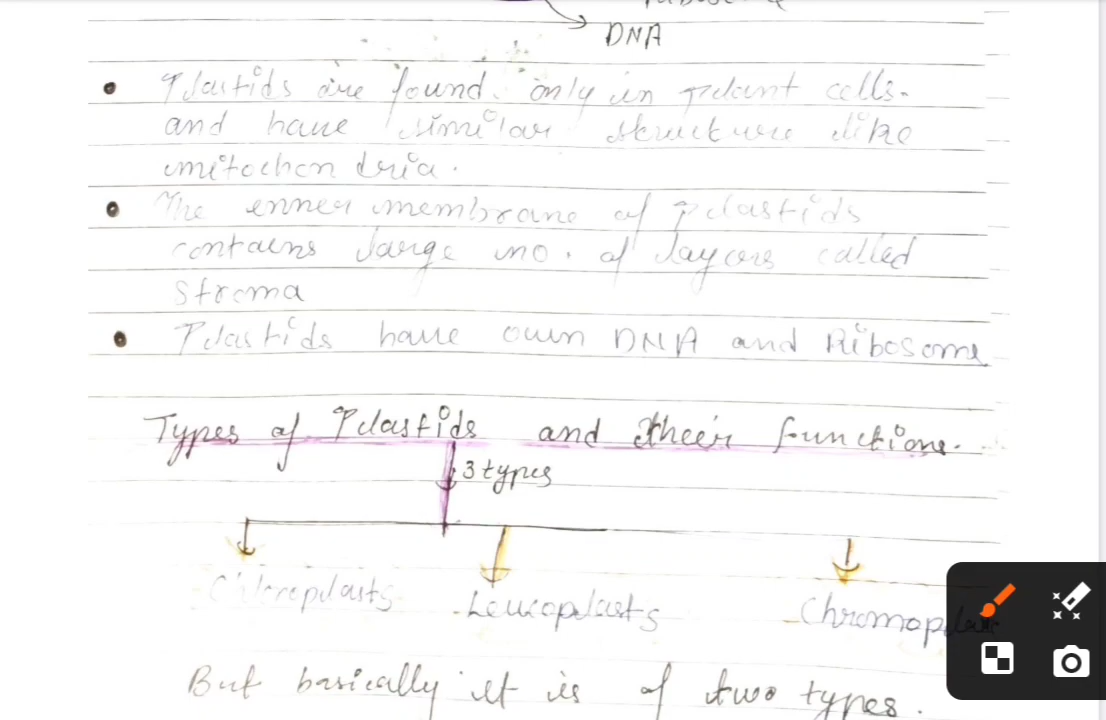 DNA
• Plastids are found only in plant cells.
and have similar structure like
mitochondria.
• The enner membrane of plastids
contains large no. of layers called
Stroma
• Plastids have own DNA and Ribosome
Types of Plastids and their functions.
3 types
Chloroplasts Leucoplasts
But basically it is of two types.